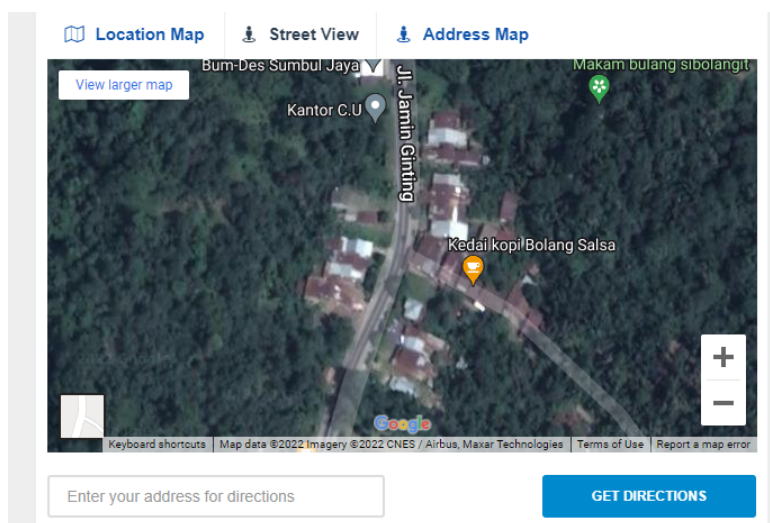 Location Map
Street View
Address Map
View larger map
Bum-Des Sumbul Jaya
Makam bulang sibolangit
Kantor C.U
Jl. Jamin Ginting
Kedai kopi Bolang Salsa
+
−
Google
Keyboard shortcuts
Map data ©2022 Imagery ©2022 CNES / Airbus, Maxar Technologies
Terms of Use
Report a map error
Enter your address for directions
GET DIRECTIONS